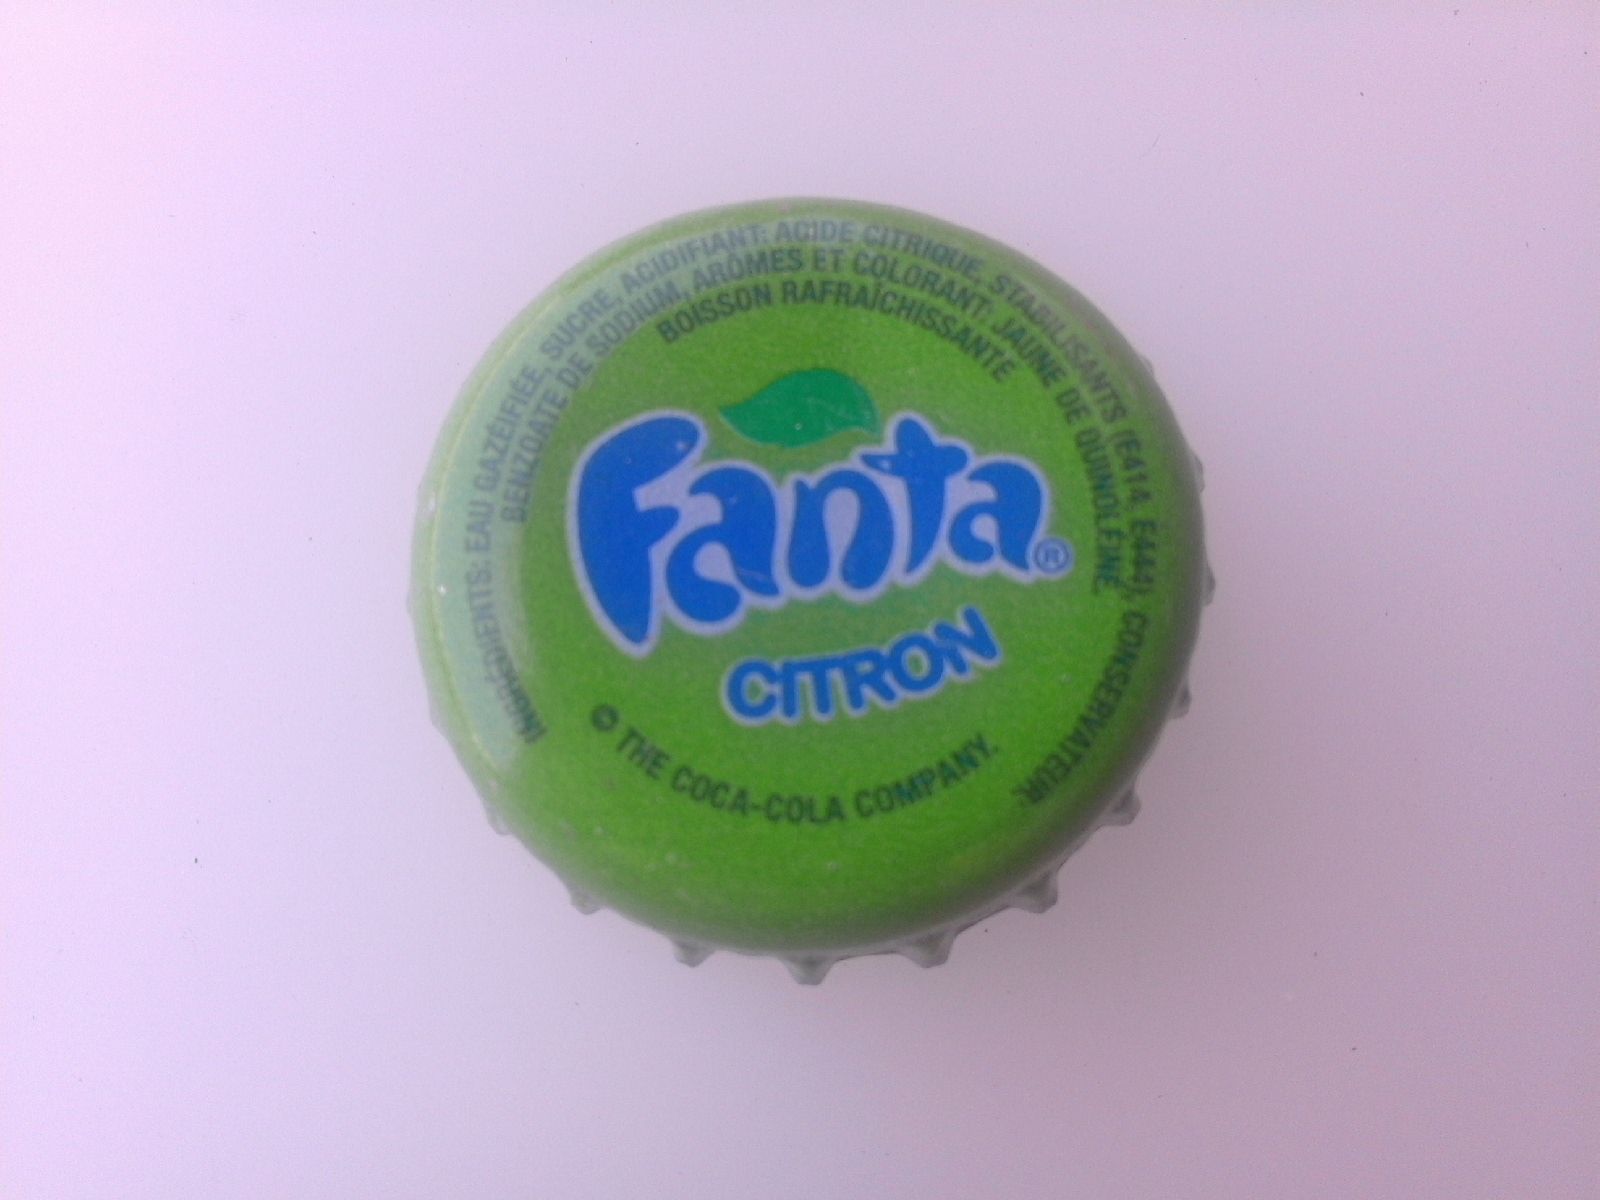 INGRÉDIENTS: EAU GAZÉIFIÉE, SUCRE, ACIDIFIANT: ACIDE CITRIQUE, STABILISANTS (E414, E444), CONSERVATEUR:
BENZOATE DE SODIUM, ARÔMES ET COLORANT: JAUNE DE QUINOLÉINE.
BOISSON RAFRAÎCHISSANTE
Fanta®
CITRON
© THE COCA-COLA COMPANY.